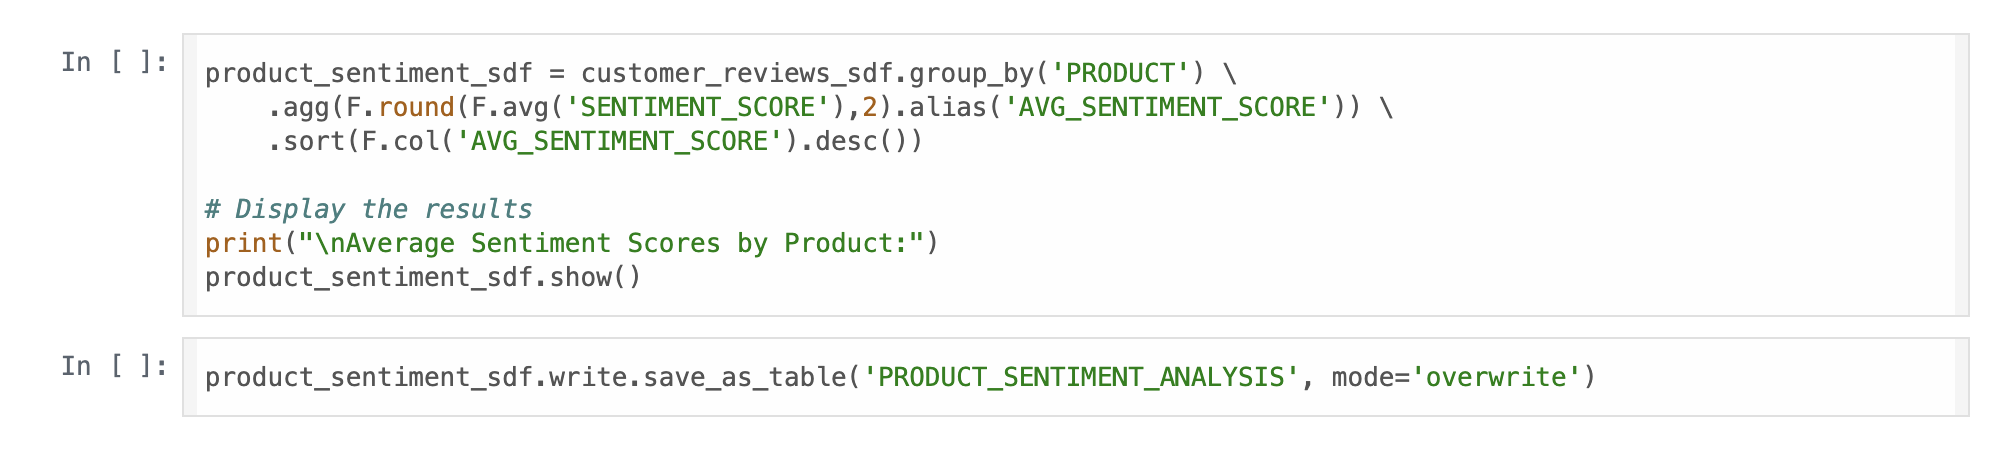 In [ ]:
product_sentiment_sdf = customer_reviews_sdf.group_by('PRODUCT') \
    .agg(F.round(F.avg('SENTIMENT_SCORE'),2).alias('AVG_SENTIMENT_SCORE')) \
    .sort(F.col('AVG_SENTIMENT_SCORE').desc())

# Display the results
print("\nAverage Sentiment Scores by Product:")
product_sentiment_sdf.show()
In [ ]:
product_sentiment_sdf.write.save_as_table('PRODUCT_SENTIMENT_ANALYSIS', mode='overwrite')